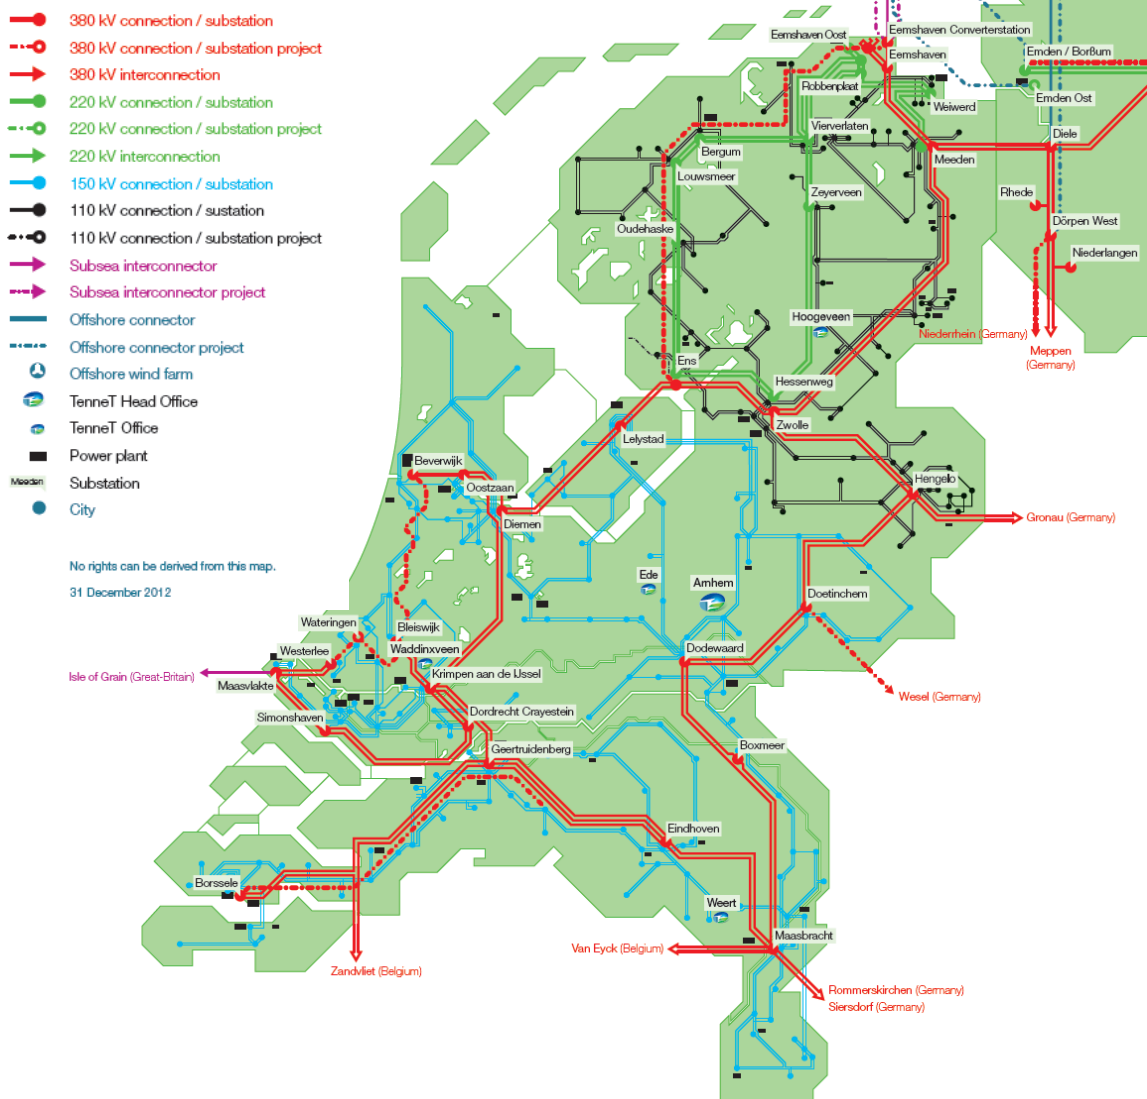 380 kV connection / substation
380 kV connection / substation project
380 kV interconnection
220 kV connection / substation
220 kV connection / substation project
220 kV interconnection
150 kV connection / substation
110 kV connection / sustation
110 kV connection / substation project
Subsea interconnector
Subsea interconnector project
Offshore connector
Offshore connector project
Offshore wind farm
TenneT Head Office
TenneT Office
Power plant
Meeden
Substation
City
No rights can be derived from this map.
31 December 2012
Eemshaven Oost
Eemshaven Converterstation
Eemshaven
Emden / Borßum
Robbenplaat
Weiwerd
Emden Ost
Vierverlaten
Diele
Bergum
Meeden
Louwsmeer
Zeyerveen
Rhede
Oudehaske
Dörpen West
Niederlangen
Hoogeveen
Niederrhein (Germany)
Meppen
(Germany)
Ens
Hessenweg
Zwolle
Lelystad
Beverwijk
Oostzaan
Hengelo
Diemen
Gronau (Germany)
Ede
Arnhem
Doetinchem
Wateringen
Bleiswijk
Westerlee
Waddinxveen
Dodewaard
Isle of Grain (Great-Britain)
Maasvlakte
Krimpen aan de IJssel
Wesel (Germany)
Simonshaven
Dordrecht Crayestein
Geertruidenberg
Boxmeer
Eindhoven
Borssele
Weert
Maasbracht
Van Eyck (Belgium)
Zandvliet (Belgium)
Rommerskirchen (Germany)
Siersdorf (Germany)